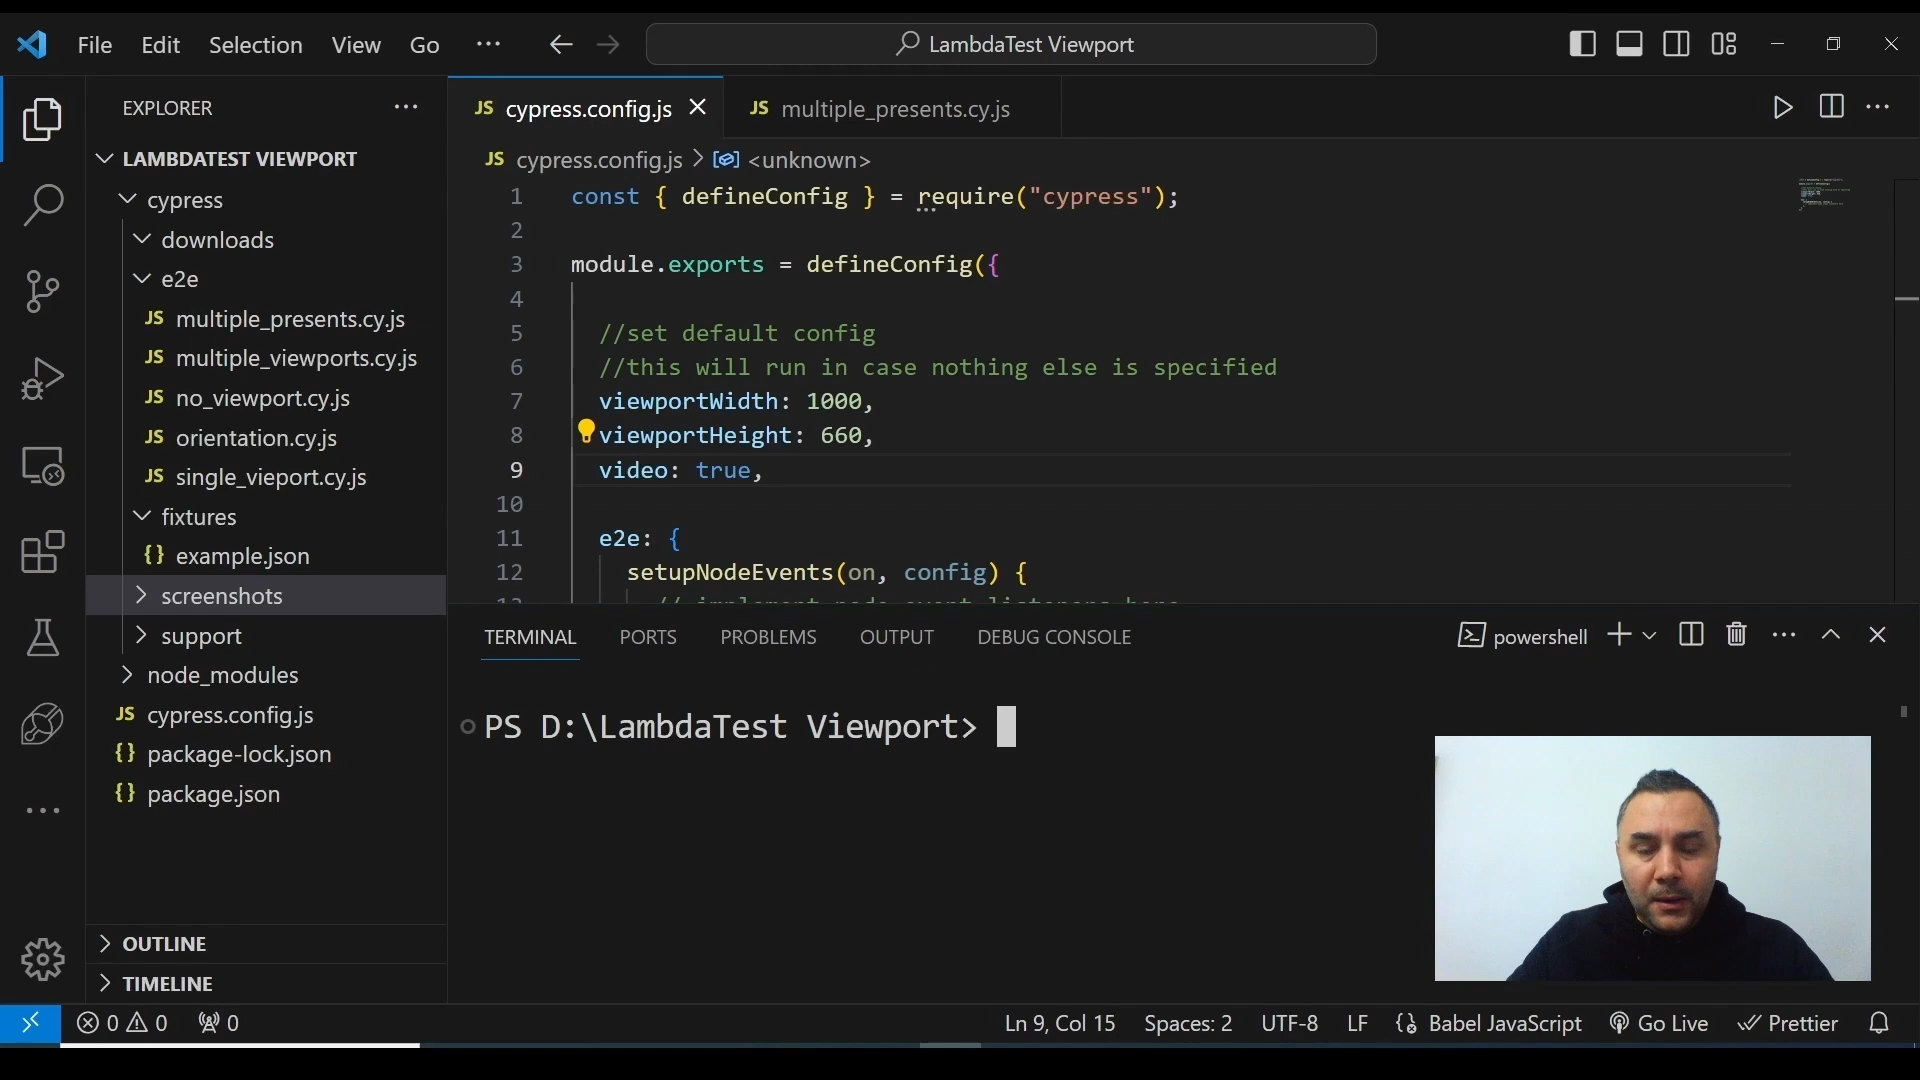 File Edit Selection View Go ... LambdaTest Viewport
EXPLORER ...
LAMBDATEST VIEWPORT
cypress
downloads
e2e
JS multiple_presents.cy.js
JS multiple_viewports.cy.js
JS no_viewport.cy.js
JS orientation.cy.js
JS single_vieport.cy.js
fixtures
{} example.json
screenshots
support
node_modules
JS cypress.config.js
{} package-lock.json
{} package.json
OUTLINE
TIMELINE
JS cypress.config.js JS multiple_presents.cy.js
JS cypress.config.js > <unknown>
1 const { defineConfig } = require("cypress");
2
3 module.exports = defineConfig({
4
5 //set default config
6 //this will run in case nothing else is specified
7 viewportWidth: 1000,
8 viewportHeight: 660,
9 video: true,
10
11 e2e: {
12 setupNodeEvents(on, config) {
TERMINAL PORTS PROBLEMS OUTPUT DEBUG CONSOLE powershell
PS D:\LambdaTest Viewport>
0 0 0 Ln 9, Col 15 Spaces: 2 UTF-8 LF Babel JavaScript Go Live Prettier